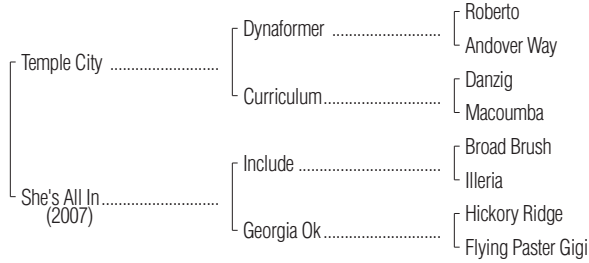 Roberto
Dynaformer
Andover Way
Temple City
Danzig
Curriculum
Macoumba
Broad Brush
Include
Illeria
She's All In
(2007)
Hickory Ridge
Georgia Ok
Flying Paster Gigi